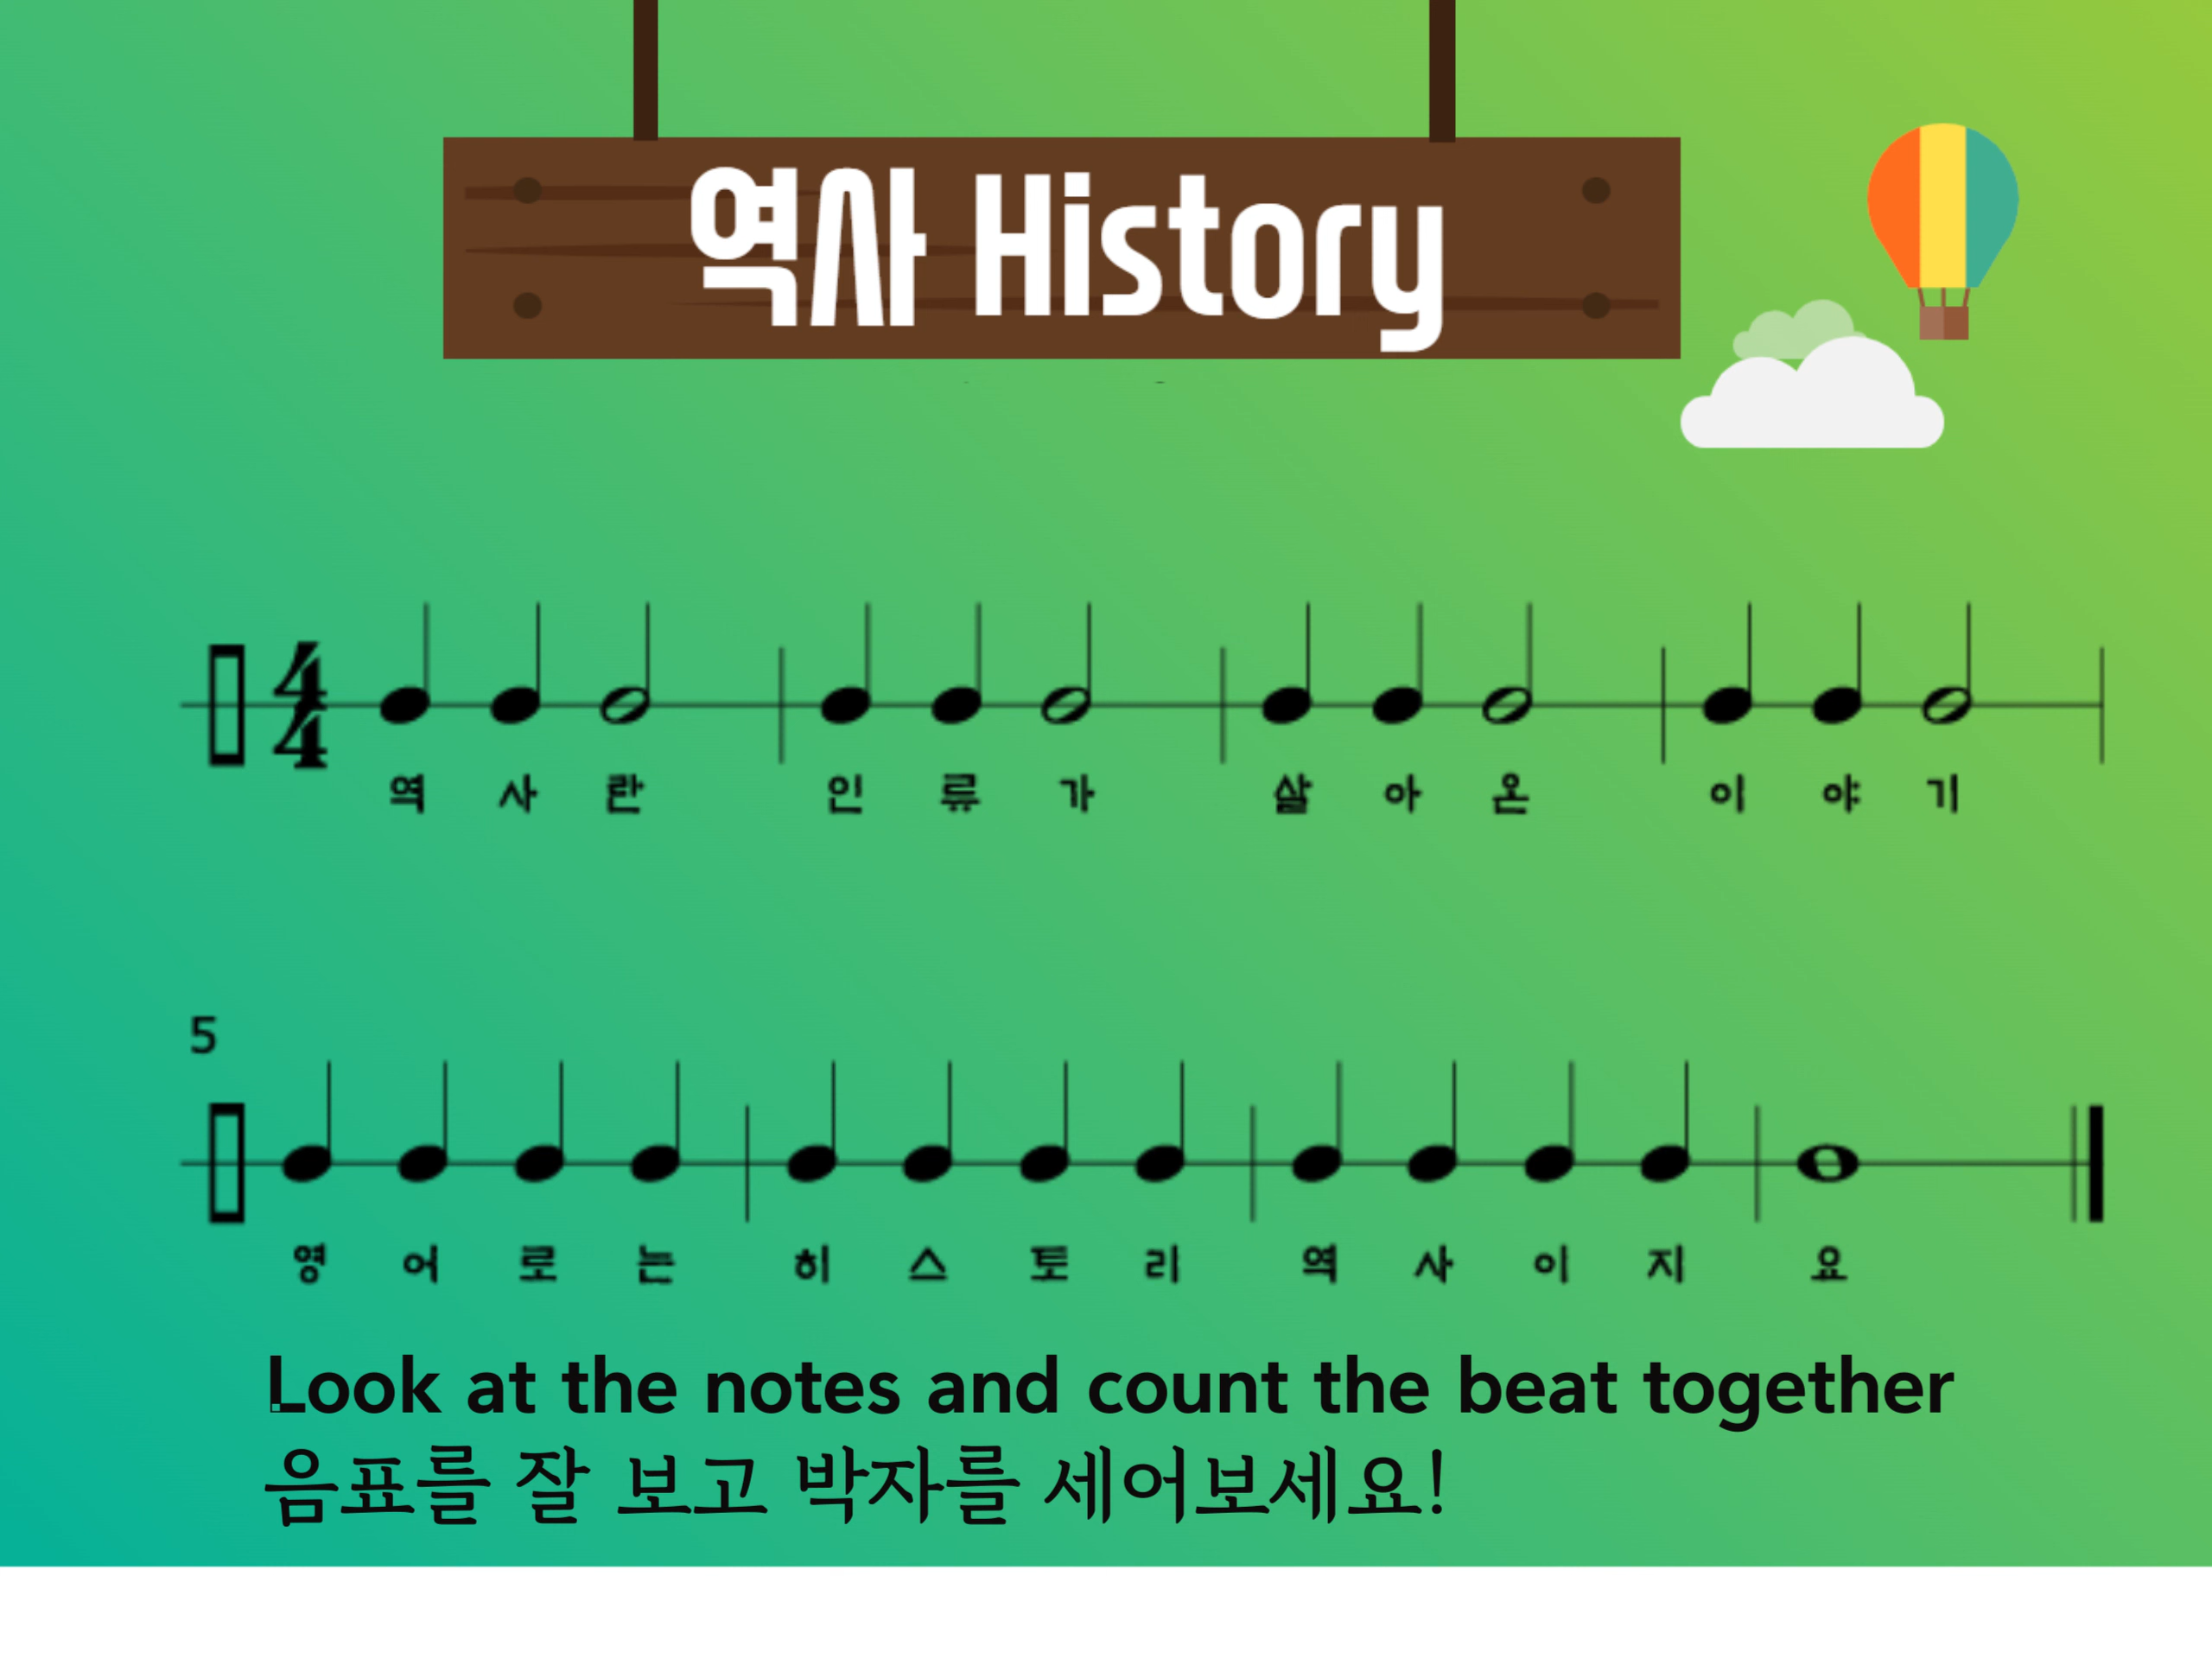 역사 History
4
4
역 사 란 인 류 가 살 아 온 이 야 기
5
영 어 로 는 히 스 토 리 역 사 이 지 요
Look at the notes and count the beat together
음표를 잘 보고 박자를 세어보세요!